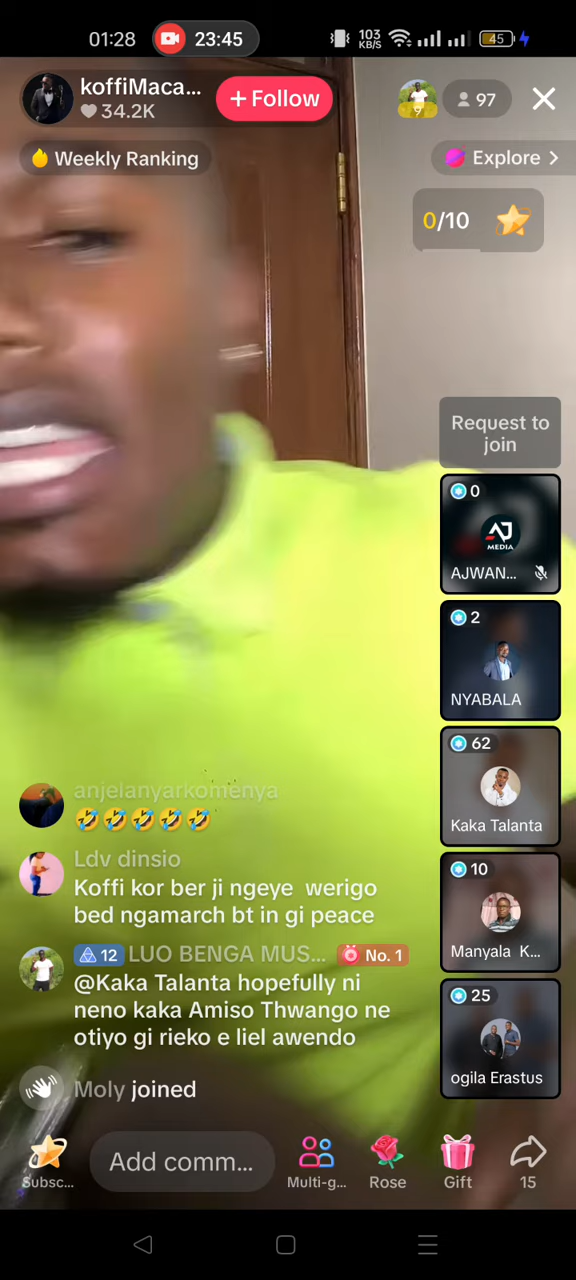 01:28
23:45
103
KB/S
45
koffiMaca...
34.2K
+ Follow
9
97
Weekly Ranking
Explore >
0/10
Request to
join
0
AJ
MEDIA
AJWAN...
2
NYABALA
62
Kaka Talanta
10
Manyala K...
25
ogila Erastus
anjelanyarkomenya
🤣🤣🤣🤣🤣
Ldv dinsio
Koffi kor ber ji ngeye werigo
bed ngamarch bt in gi peace
12 LUO BENGA MUS... No. 1
@Kaka Talanta hopefully ni
neno kaka Amiso Thwango ne
otiyo gi rieko e liel awendo
Moly joined
Subsc...
Add comm...
Multi-g...
Rose
Gift
15